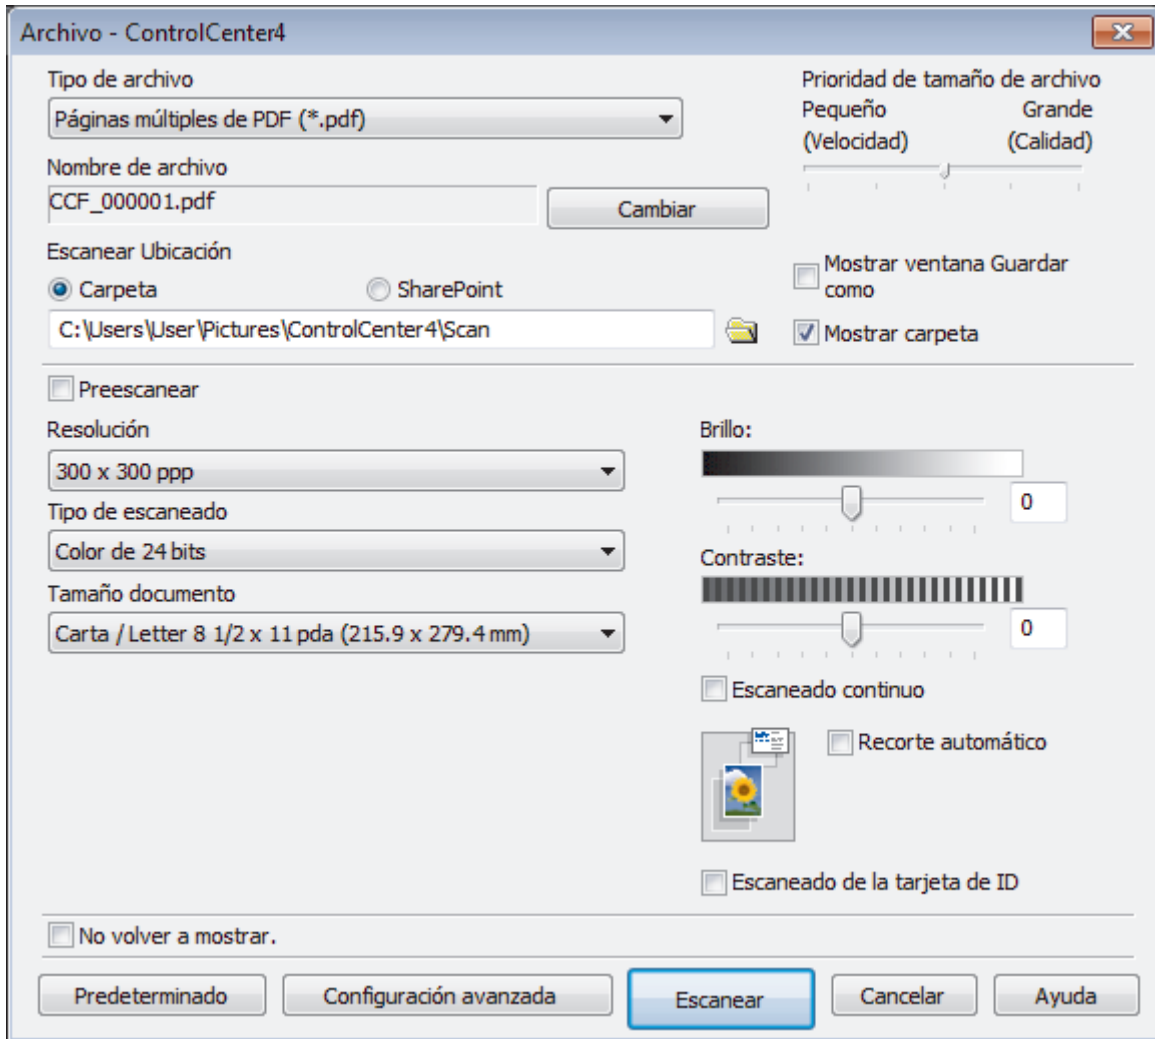 Archivo - ControlCenter4
Tipo de archivo
Páginas múltiples de PDF (*.pdf)
Prioridad de tamaño de archivo
Pequeño Grande
(Velocidad) (Calidad)
Nombre de archivo
CCF_000001.pdf
Cambiar
Escanear Ubicación
Carpeta
SharePoint
C:\Users\User\Pictures\ControlCenter4\Scan
Mostrar ventana Guardar
como
Mostrar carpeta
Preescanear
Resolución
300 x 300 ppp
Tipo de escaneado
Color de 24 bits
Tamaño documento
Carta / Letter 8 1/2 x 11 pda (215.9 x 279.4 mm)
Brillo:
0
Contraste:
0
Escaneado continuo
Recorte automático
Escaneado de la tarjeta de ID
No volver a mostrar.
Predeterminado
Configuración avanzada
Escanear
Cancelar
Ayuda